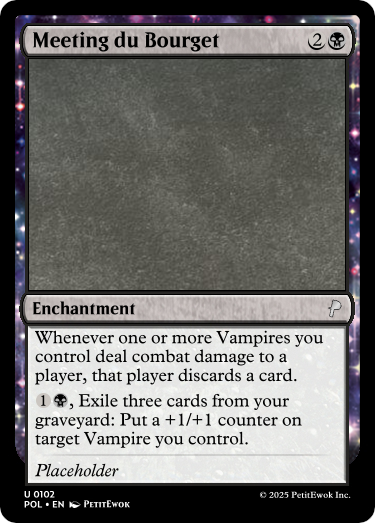 Meeting du Bourget 2
Enchantment
Whenever one or more Vampires you
control deal combat damage to a
player, that player discards a card.
1, Exile three cards from your
graveyard: Put a +1/+1 counter on
target Vampire you control.
Placeholder
U 0102
POL • EN PetitEwok
© 2025 PetitEwok Inc.